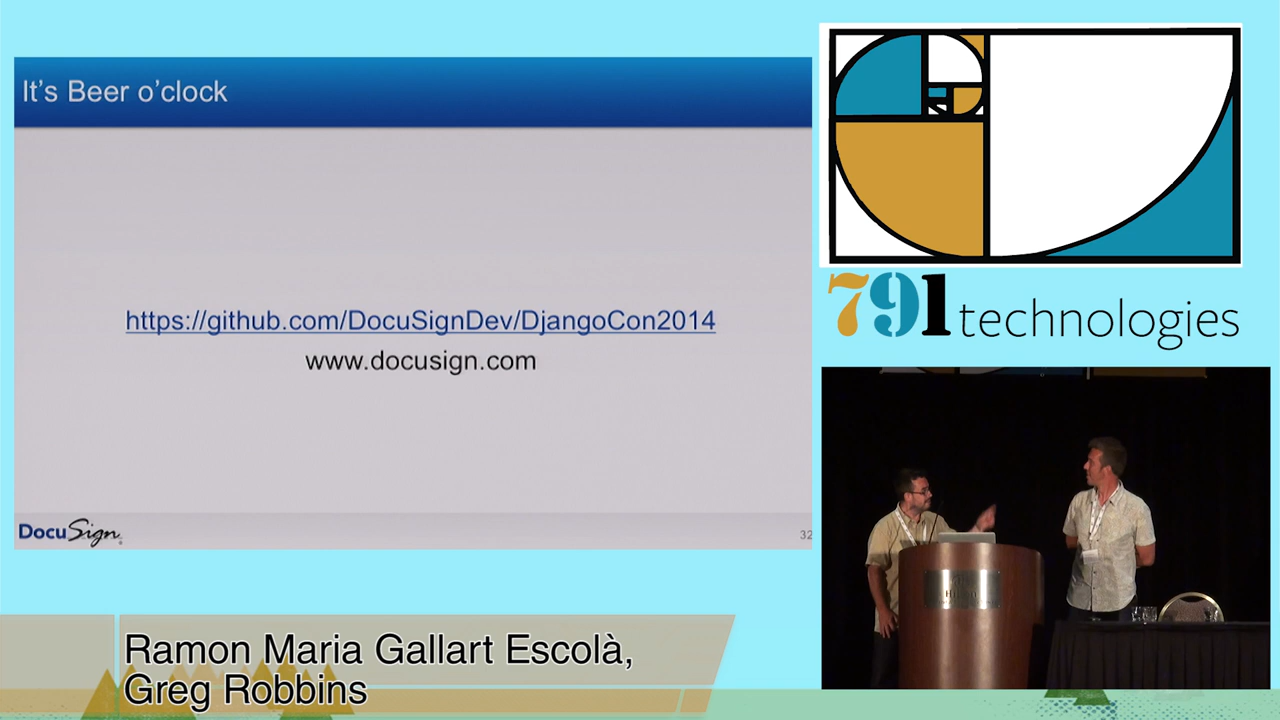 It's Beer o'clock
https://github.com/DocuSignDev/DjangoCon2014
www.docusign.com
DocuSign
32
791 technologies
Ramon Maria Gallart Escolà,
Greg Robbins